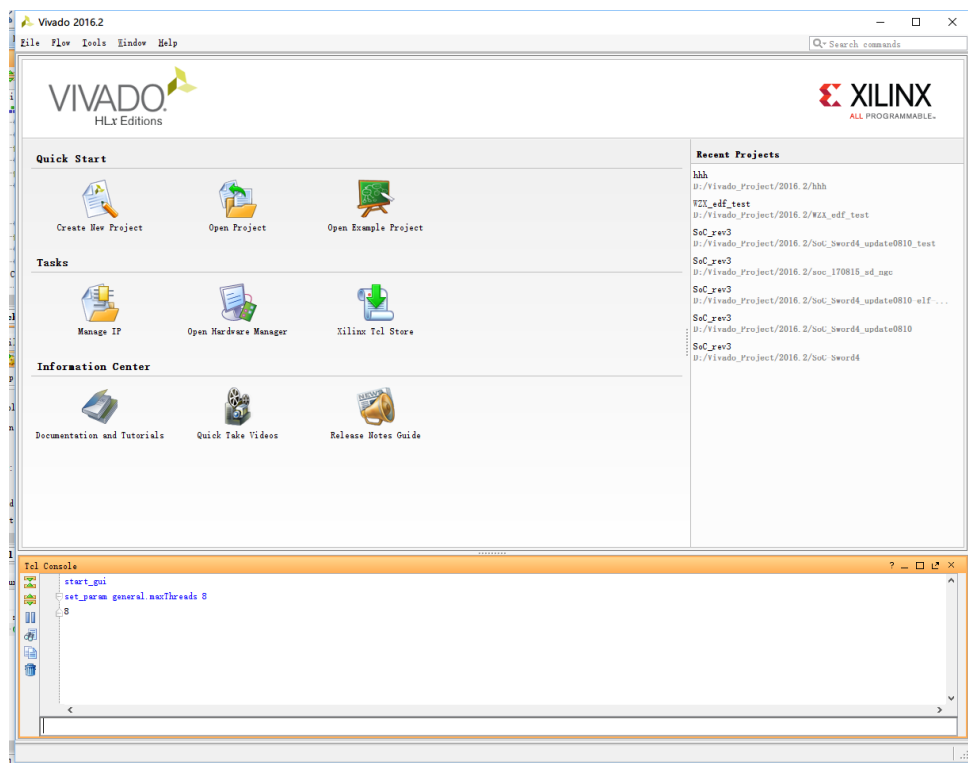 Vivado 2016.2
File Flow Tools Window Help
Search commands
VIVADO.
HLx Editions
XILINX
ALL PROGRAMMABLE.
Quick Start
Create New Project
Open Project
Open Example Project
Tasks
Manage IP
Open Hardware Manager
Xilinx Tcl Store
Information Center
Documentation and Tutorials
Quick Take Videos
Release Notes Guide
Recent Projects
hhh
D:/Vivado_Project/2016.2/hhh
WZX_edf_test
D:/Vivado_Project/2016.2/WZX_edf_test
SoC_rev3
D:/Vivado_Project/2016.2/SoC_Sword4_update0810_test
SoC_rev3
D:/Vivado_Project/2016.2/soc_170815_sd_ngc
SoC_rev3
D:/Vivado_Project/2016.2/SoC_Sword4_update0810-elf-...
SoC_rev3
D:/Vivado_Project/2016.2/SoC_Sword4_update0810
SoC_rev3
D:/Vivado_Project/2016.2/SoC-Sword4
Tcl Console
start_gui
set_param general.maxThreads 8
8